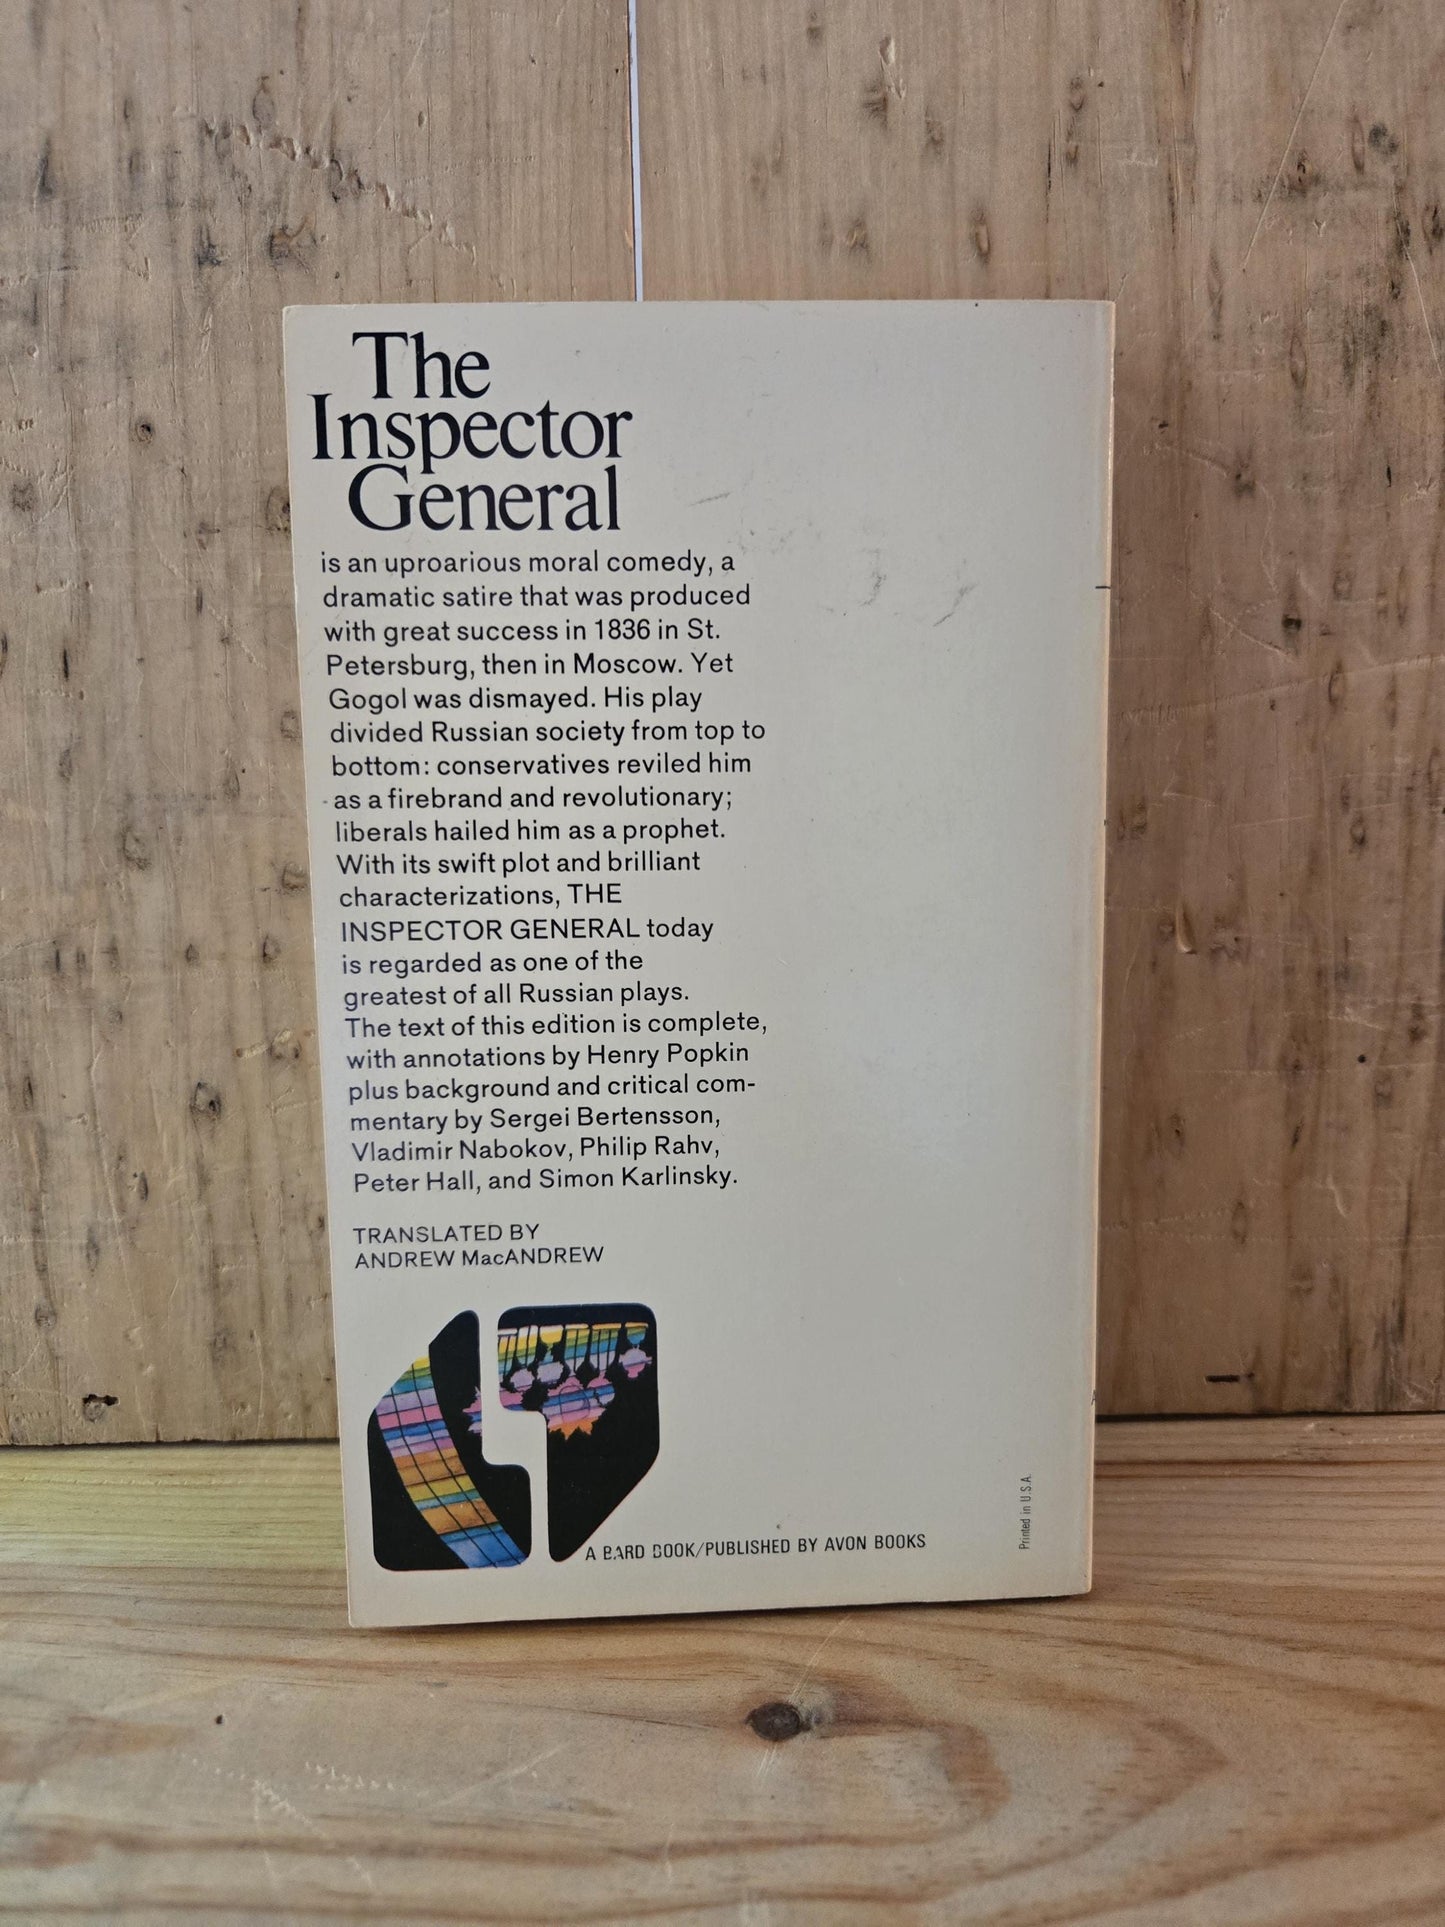 The
Inspector
General
is an uproarious moral comedy, a
dramatic satire that was produced
with great success in 1836 in St.
Petersburg, then in Moscow. Yet
Gogol was dismayed. His play
divided Russian society from top to
bottom: conservatives reviled him
as a firebrand and revolutionary;
liberals hailed him as a prophet.
With its swift plot and brilliant
characterizations, THE
INSPECTOR GENERAL today
is regarded as one of the
greatest of all Russian plays.
The text of this edition is complete,
with annotations by Henry Popkin
plus background and critical com-
mentary by Sergei Bertensson,
Vladimir Nabokov, Philip Rahv,
Peter Hall, and Simon Karlinsky.
TRANSLATED BY
ANDREW MacANDREW
A BARD BOOK/PUBLISHED BY AVON BOOKS
Printed in U.S.A.